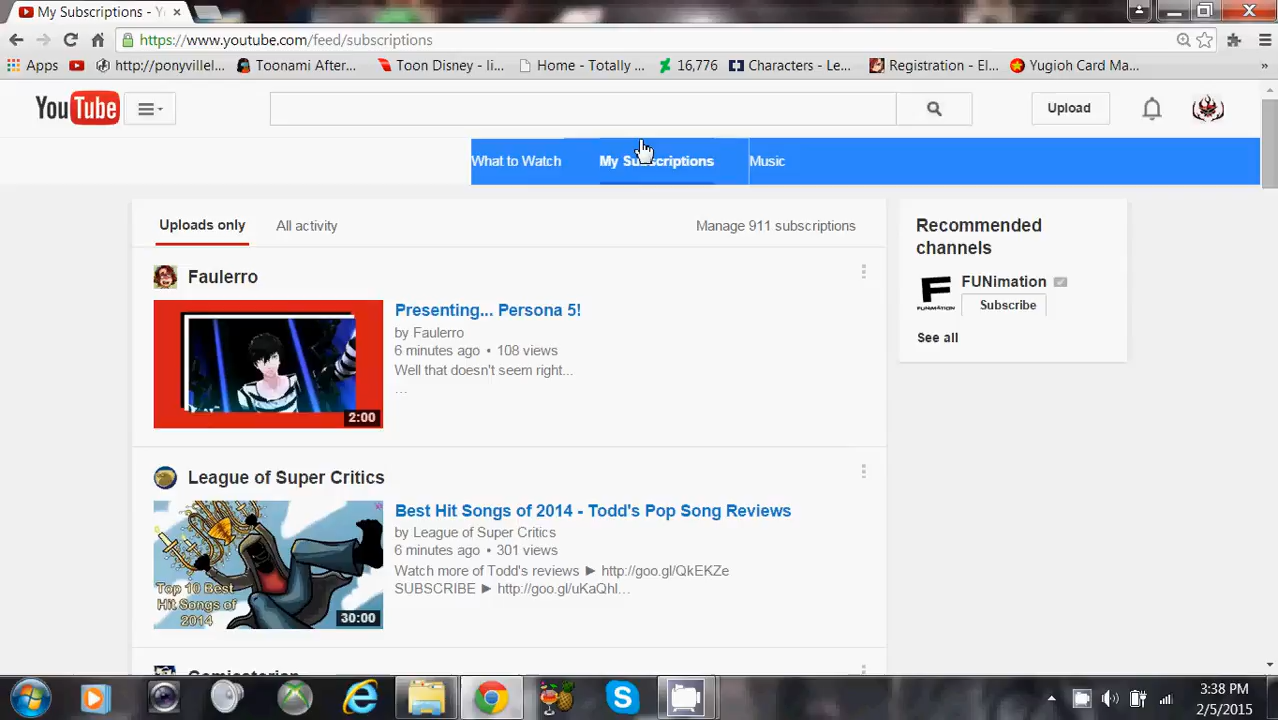 My Subscriptions - Y
https://www.youtube.com/feed/subscriptions
Apps
http://ponyvillel...
Toonami After...
Toon Disney - li...
Home - Totally ...
16,776
Characters - Le...
Registration - El...
Yugioh Card Ma...
»
YouTube
Upload
What to Watch
My Subscriptions
Music
Uploads only
All activity
Manage 911 subscriptions
Recommended
channels
FUNimation
Subscribe
See all
Faulerro
Presenting... Persona 5!
by Faulerro
6 minutes ago • 108 views
Well that doesn't seem right...
...
2:00
League of Super Critics
Best Hit Songs of 2014 - Todd's Pop Song Reviews
by League of Super Critics
6 minutes ago • 301 views
Watch more of Todd's reviews ► http://goo.gl/QkEKZe
SUBSCRIBE ► http://goo.gl/uKaQhl...
Top 10 Best
Hit Songs of
2014
30:00
3:38 PM
2/5/2015